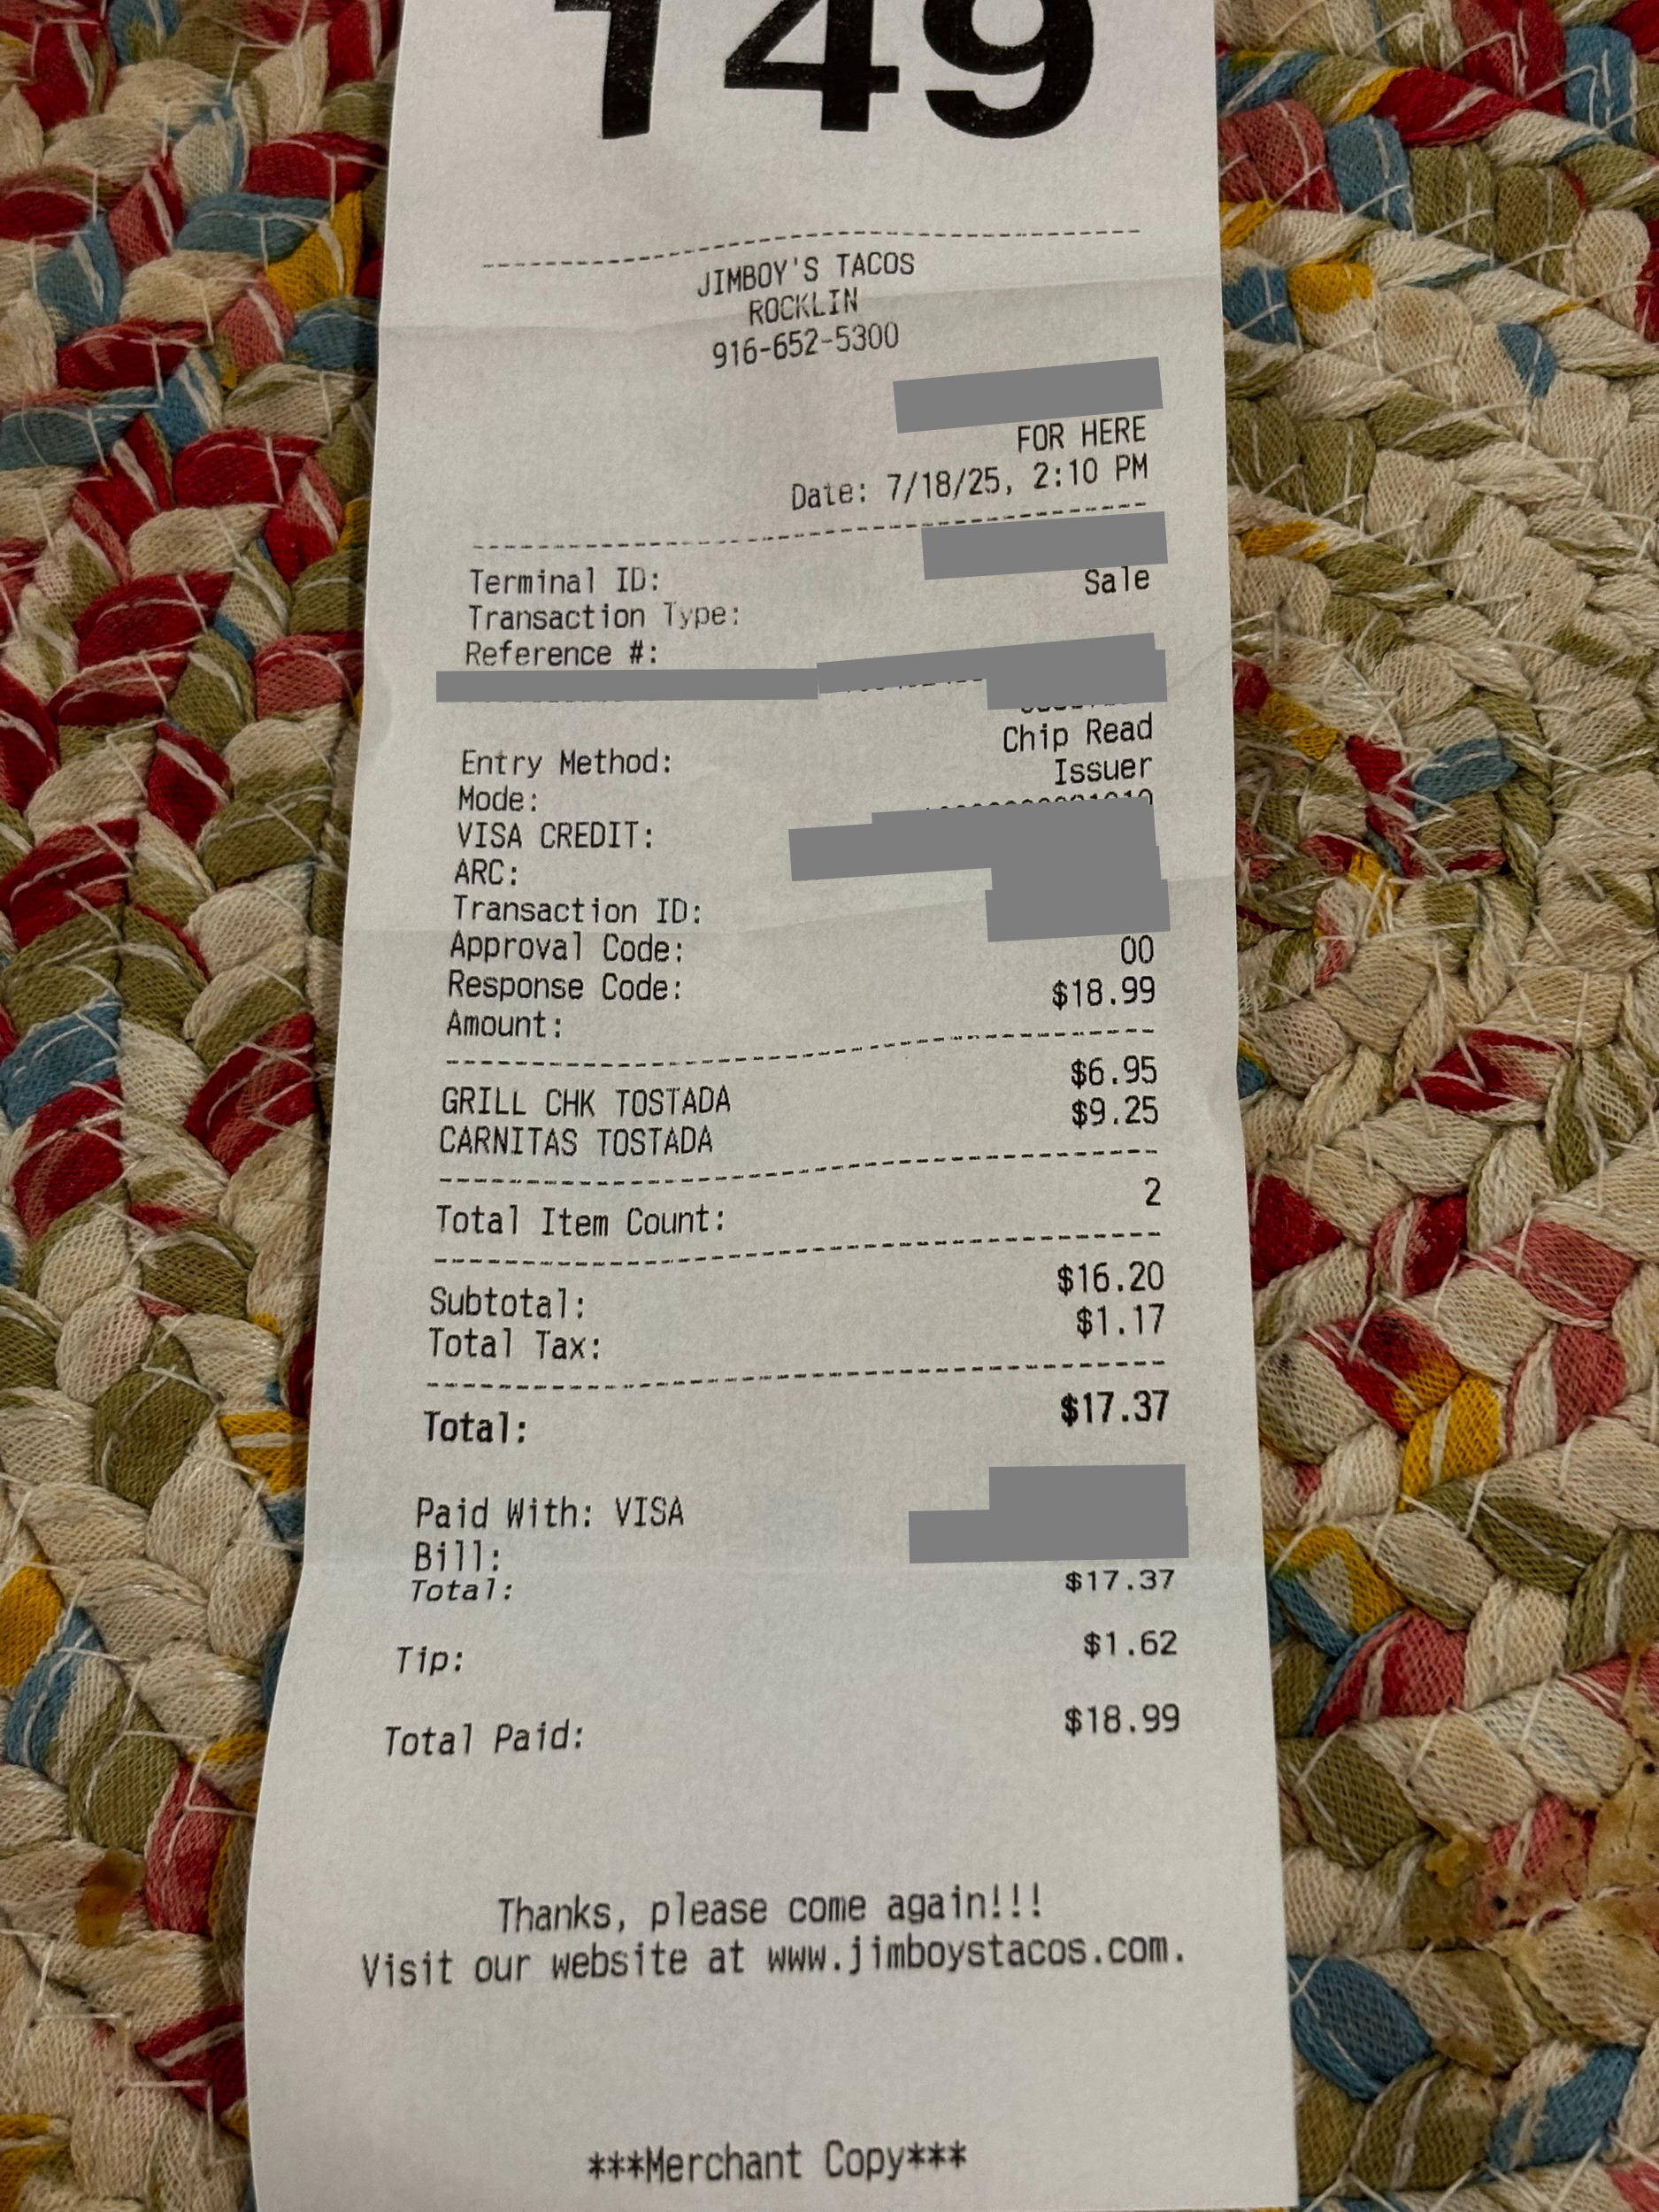 149
JIMBOY'S TACOS
ROCKLIN
916-652-5300
FOR HERE
Date: 7/18/25, 2:10 PM
Terminal ID:
Transaction Type: Sale
Reference #:
Entry Method: Chip Read
Mode: Issuer
VISA CREDIT:
ARC:
Transaction ID:
Approval Code:
Response Code: 00
Amount: $18.99
GRILL CHK TOSTADA $6.95
CARNITAS TOSTADA $9.25
Total Item Count: 2
Subtotal: $16.20
Total Tax: $1.17
Total: $17.37
Paid With: VISA
Bill:
Total: $17.37
Tip: $1.62
Total Paid: $18.99
Thanks, please come again!!!
Visit our website at www.jimboystacos.com.
***Merchant Copy***